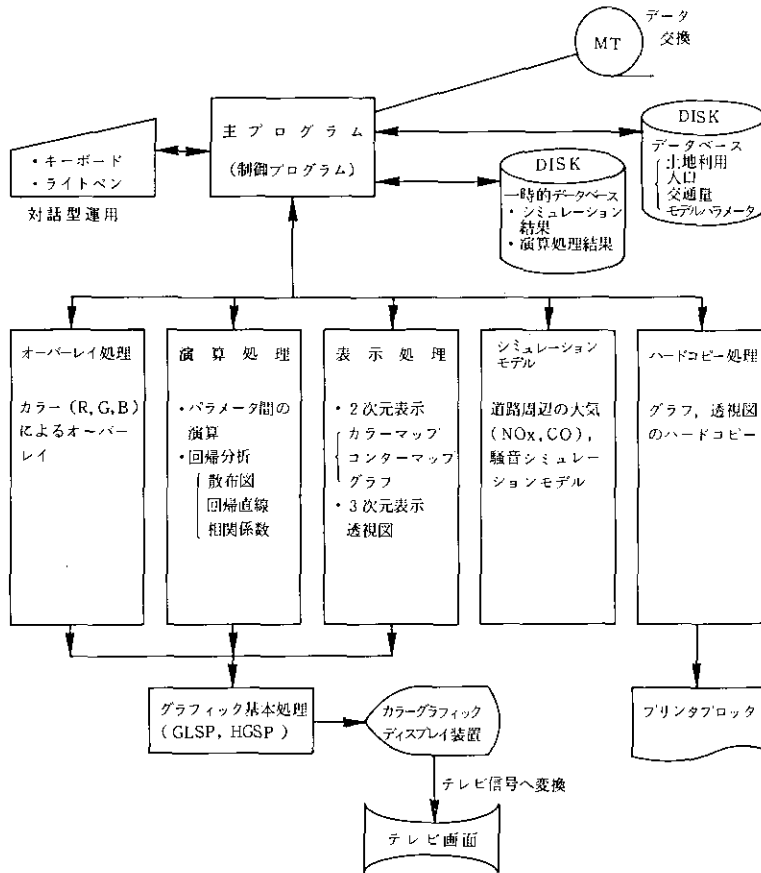 データ
交換
MT
主プログラム
(制御プログラム)
・キーボード
・ライトペン
対話型運用
DISK
データベース
土地利用
人口
交通量
モデルパラメータ
DISK
一時的データベース
・シミュレーション
結果
・演算処理結果
オーバーレイ処理
カラー(R,G,B)
によるオーバー
レイ
演算処理
・パラメータ間の
演算
・回帰分析
散布図
回帰直線
相関係数
表示処理
・2次元表示
カラーマップ
コンターマップ
グラフ
・3次元表示
透視図
シミュレーション
モデル
道路周辺の大気
(NOx,CO),
騒音シミュレー
ションモデル
ハードコピー処理
グラフ,透視図
のハードコピー
グラフィック基本処理
(GLSP, HGSP)
カラーグラフィック
ディスプレイ装置
プリンタプロッタ
テレビ信号へ変換
テレビ画面